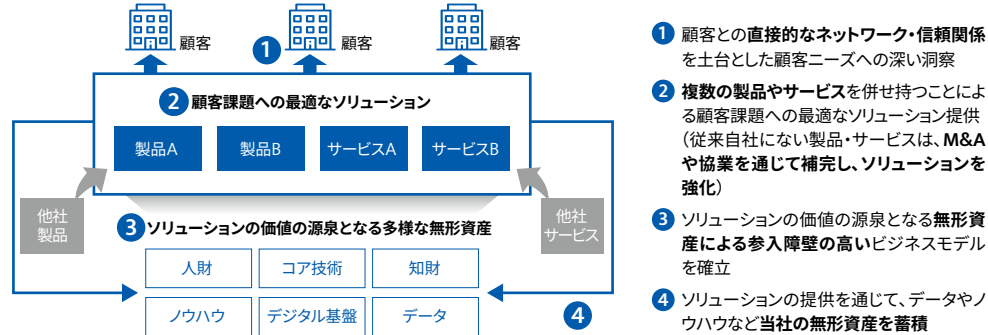 顧客
顧客
顧客
1
2 顧客課題への最適なソリューション
製品A
製品B
サービスA
サービスB
他社
製品
他社
サービス
3 ソリューションの価値の源泉となる多様な無形資産
人財
コア技術
知財
ノウハウ
デジタル基盤
データ
4
1 顧客との直接的なネットワーク・信頼関係
を土台とした顧客ニーズへの深い洞察
2 複数の製品やサービスを併せ持つことによ
る顧客課題への最適なソリューション提供
（従来自社にない製品・サービスは、M&A
や協業を通じて補完し、ソリューションを
強化）
3 ソリューションの価値の源泉となる無形資
産による参入障壁の高いビジネスモデル
を確立
4 ソリューションの提供を通じて、データやノ
ウハウなど当社の無形資産を蓄積